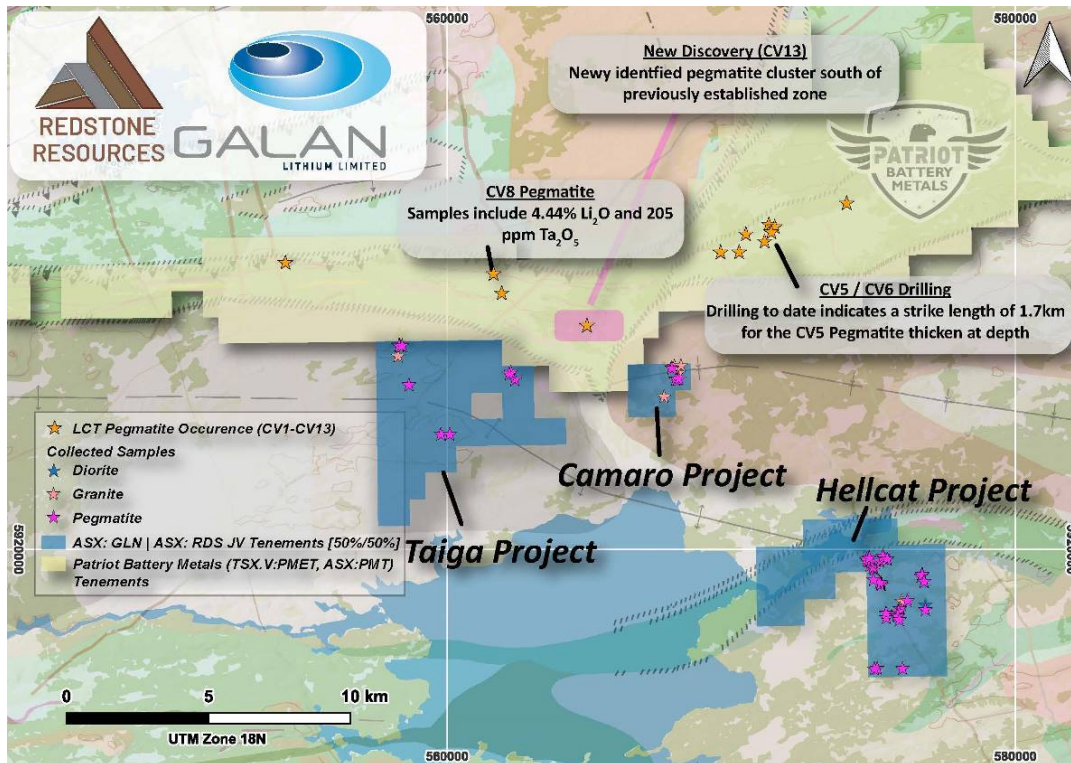 560000
580000
REDSTONE
RESOURCES
GALAN
LITHIUM LIMITED
New Discovery (CV13)
Newy identfied pegmatite cluster south of
previously established zone
PATRIOT
BATTERY
METALS
CV8 Pegmatite
Samples include 4.44% Li₂O and 205
ppm Ta₂O₅
CV5 / CV6 Drilling
Drilling to date indicates a strike length of 1.7km
for the CV5 Pegmatite thicken at depth
LCT Pegmatite Occurence (CV1-CV13)
Collected Samples
Diorite
Granite
Pegmatite
ASX: GLN | ASX: RDS JV Tenements [50%/50%]
Patriot Battery Metals (TSX.V:PMET, ASX:PMT)
Tenements
Camaro Project
Hellcat Project
Taiga Project
5920000
0 5 10 km
UTM Zone 18N
560000
580000